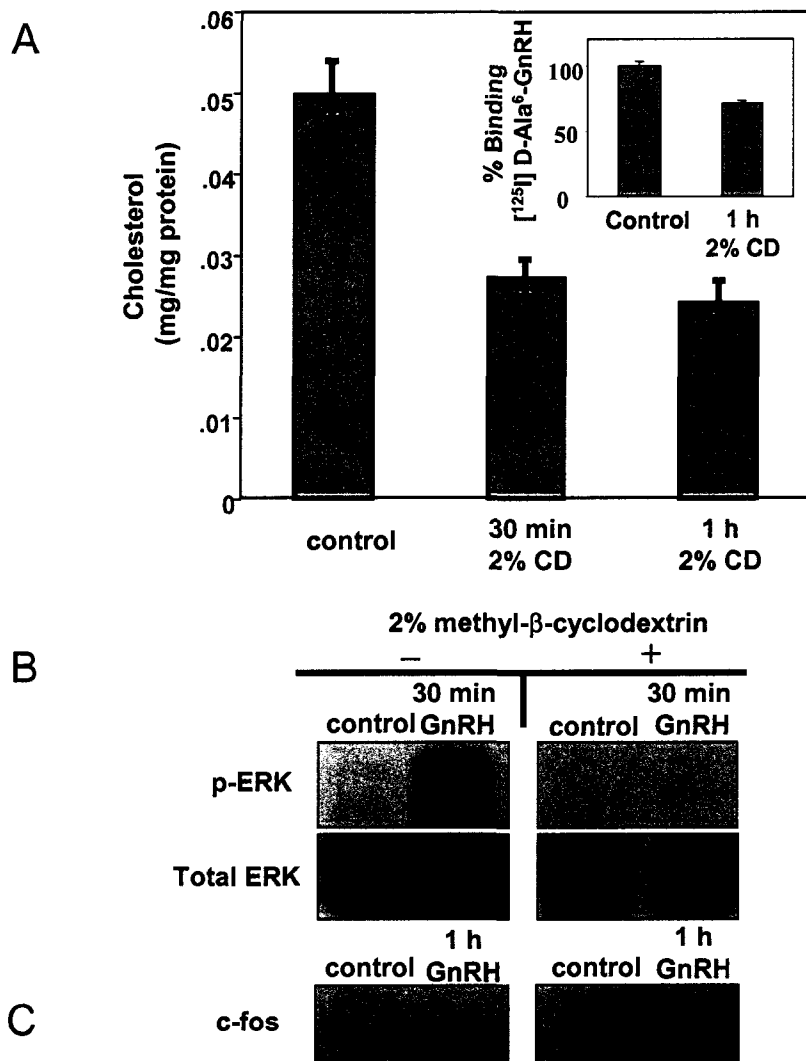 A
.06
.05
.04
.03
.02
.01
0
Cholesterol
(mg/mg protein)
control
30 min
2% CD
1 h
2% CD
% Binding
[¹²⁵I] D-Ala⁶-GnRH
100
50
0
Control
1 h
2% CD
B
2% methyl-β-cyclodextrin
– +
30 min 30 min
control GnRH control GnRH
p-ERK
Total ERK
1 h 1 h
control GnRH control GnRH
C
c-fos